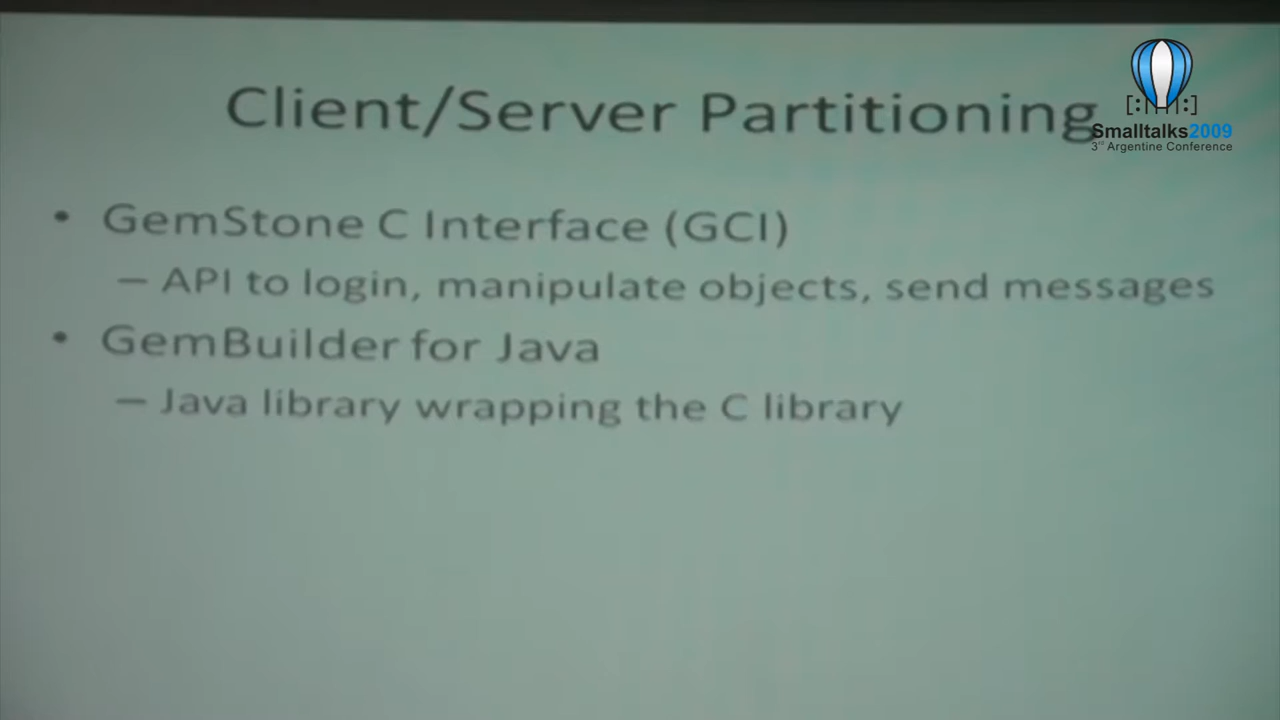 Client/Server Partitioning
[:||||:]
Smalltalks2009
3rd Argentine Conference
• GemStone C Interface (GCI)
– API to login, manipulate objects, send messages
• GemBuilder for Java
– Java library wrapping the C library